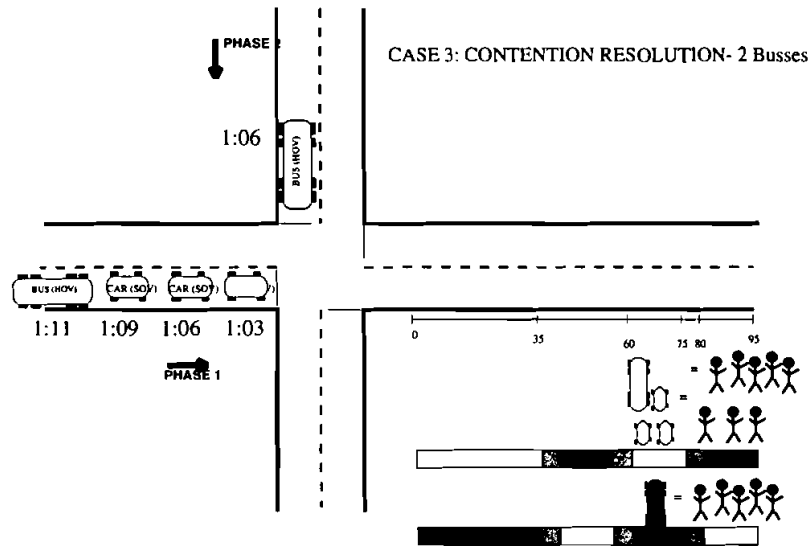 PHASE 2
CASE 3: CONTENTION RESOLUTION- 2 Busses
1:06
BUS (HOV)
BUS (HOV)
CAR (SOV)
CAR (SOV)
1:11
1:09
1:06
1:03
PHASE 1
0
35
60
75
80
95
=
=
=